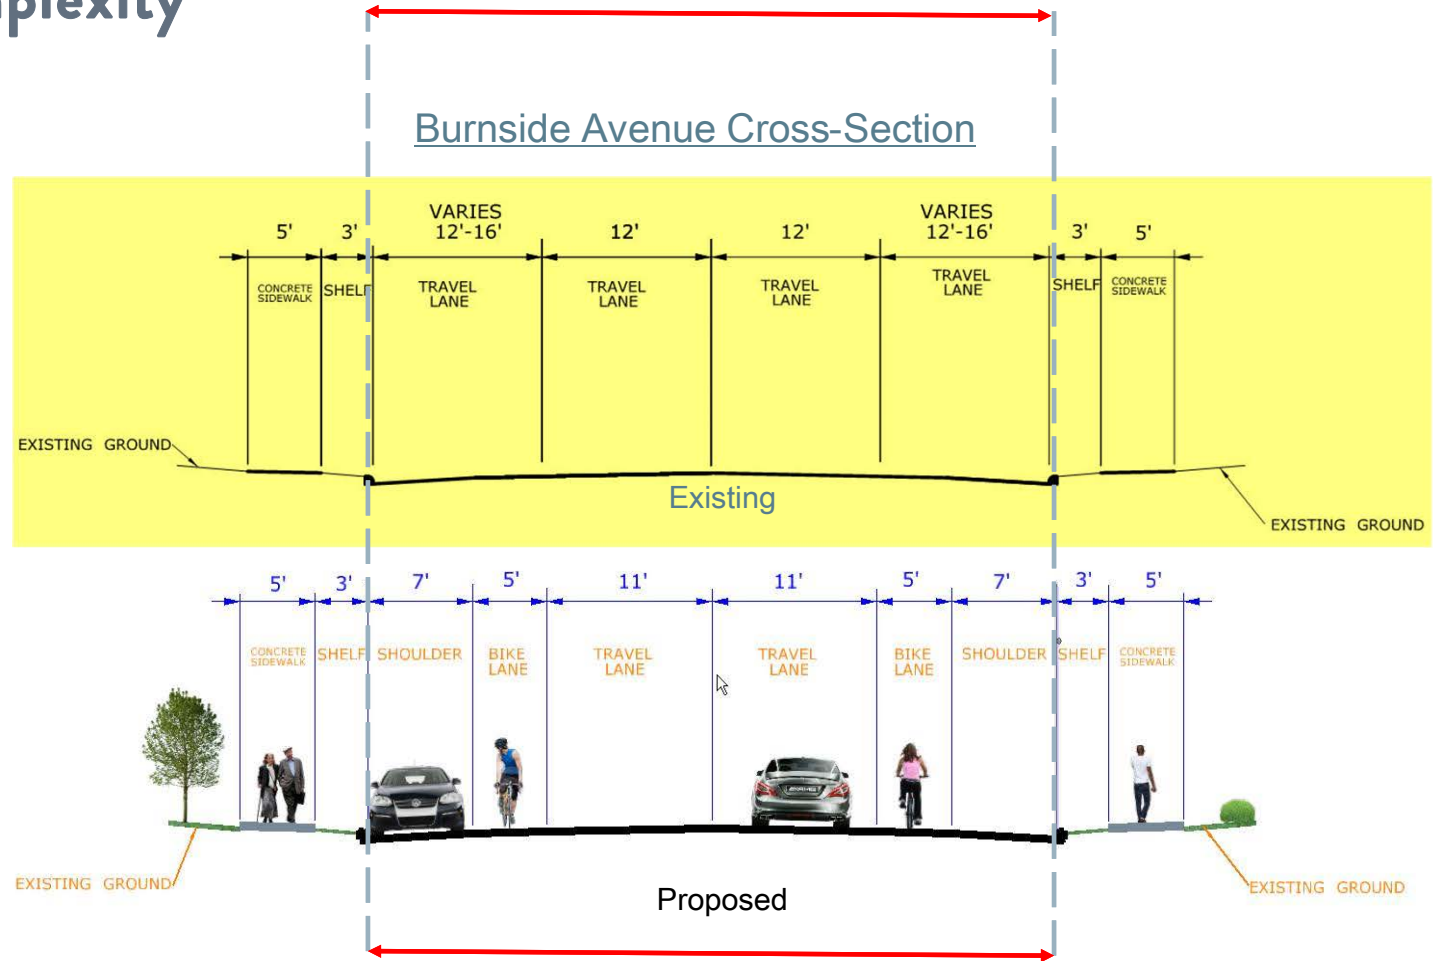 Burnside Avenue Cross-Section
5' 3' VARIES 12'-16' 12' 12' VARIES 12'-16' 3' 5'
CONCRETE SIDEWALK SHELF TRAVEL LANE TRAVEL LANE TRAVEL LANE TRAVEL LANE SHELF CONCRETE SIDEWALK
EXISTING GROUND
Existing
EXISTING GROUND
5' 3' 7' 5' 11' 11' 5' 7' 3' 5'
CONCRETE SIDEWALK SHELF SHOULDER BIKE LANE TRAVEL LANE TRAVEL LANE BIKE LANE SHOULDER SHELF CONCRETE SIDEWALK
EXISTING GROUND
EXISTING GROUND
Proposed